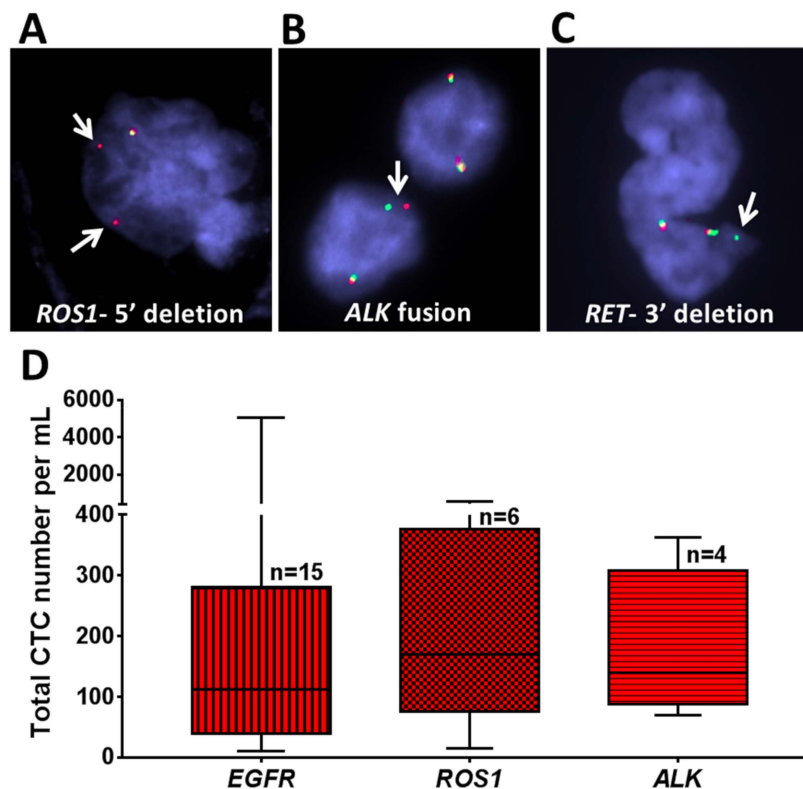 A B C
ROS1- 5' deletion
ALK fusion
RET- 3' deletion
D
Total CTC number per mL
6000
4000
2000
400
300
200
100
0
n=15
n=6
n=4
EGFR ROS1 ALK